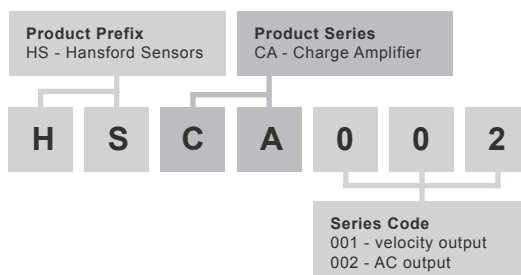 Product Prefix
HS - Hansford Sensors
Product Series
CA - Charge Amplifier
H S C A 0 0 2
Series Code
001 - velocity output
002 - AC output